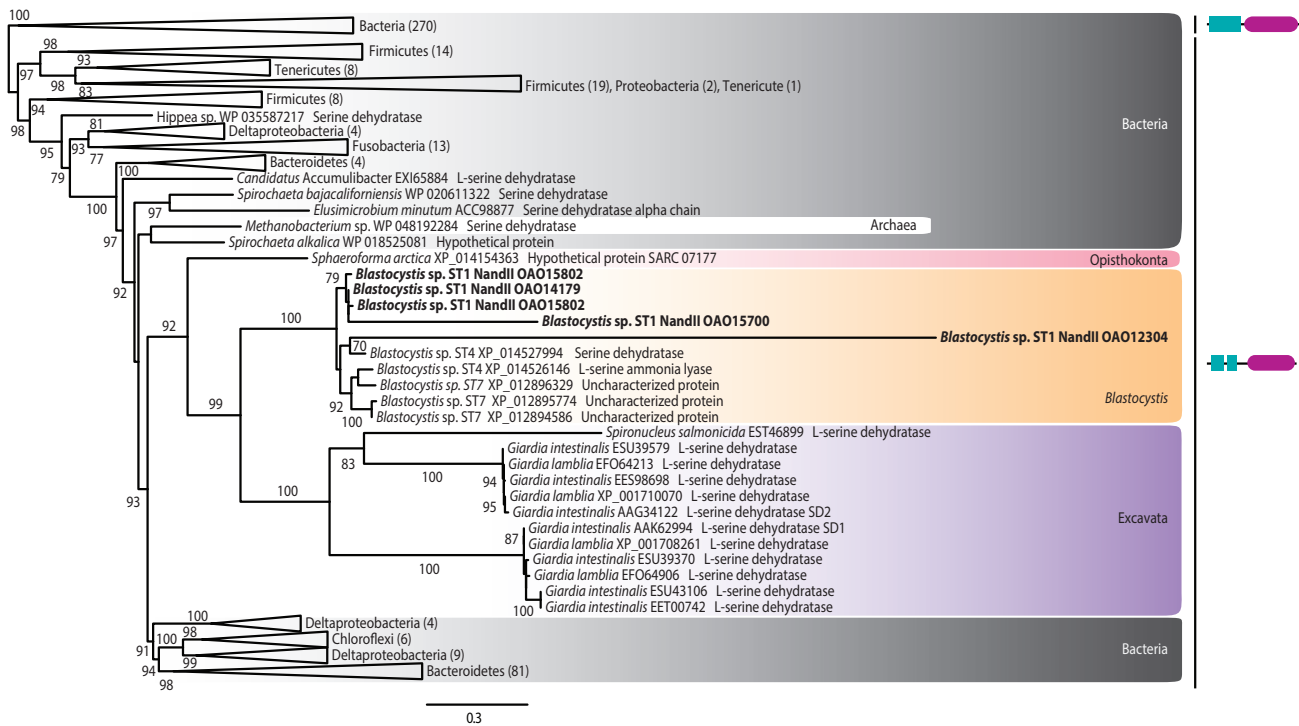 100
Bacteria (270)
98
Firmicutes (14)
93
Tenericutes (8)
97
98
Firmicutes (19), Proteobacteria (2), Tenericute (1)
83
Firmicutes (8)
94
98
Hippea sp. WP 035587217 Serine dehydratase
Bacteria
81
Deltaproteobacteria (4)
95
93
Fusobacteria (13)
77
Bacteroidetes (4)
79
100
Candidatus Accumulibacter EXI65884 L-serine dehydratase
Spirochaeta bajacaliforniensis WP 020611322 Serine dehydratase
100
97
Elusimicrobium minutum ACC98877 Serine dehydratase alpha chain
Methanobacterium sp. WP 048192284 Serine dehydratase
Archaea
97
Spirochaeta alkalica WP 018525081 Hypothetical protein
Sphaeroforma arctica XP_014154363 Hypothetical protein SARC 07177
Opisthokonta
92
79
Blastocystis sp. ST1 NandII OAO15802
Blastocystis sp. ST1 NandII OAO14179
Blastocystis sp. ST1 NandII OAO15802
92
100
Blastocystis sp. ST1 NandII OAO15700
Blastocystis sp. ST1 NandII OAO12304
70
Blastocystis sp. ST4 XP_014527994 Serine dehydratase
Blastocystis sp. ST4 XP_014526146 L-serine ammonia lyase
Blastocystis sp. ST7 XP_012896329 Uncharacterized protein
Blastocystis
99
92
Blastocystis sp. ST7 XP_012895774 Uncharacterized protein
100
Blastocystis sp. ST7 XP_012894586 Uncharacterized protein
Spironucleus salmonicida EST46899 L-serine dehydratase
83
Giardia intestinalis ESU39579 L-serine dehydratase
100
Giardia lamblia EFO64213 L-serine dehydratase
94
Giardia intestinalis EES98698 L-serine dehydratase
100
93
Giardia lamblia XP_001710070 L-serine dehydratase
95
Giardia intestinalis AAG34122 L-serine dehydratase SD2
Excavata
Giardia intestinalis AAK62994 L-serine dehydratase SD1
87
Giardia lamblia XP_001708261 L-serine dehydratase
Giardia intestinalis ESU39370 L-serine dehydratase
100
Giardia lamblia EFO64906 L-serine dehydratase
Giardia intestinalis ESU43106 L-serine dehydratase
100
Giardia intestinalis EET00742 L-serine dehydratase
100
Deltaproteobacteria (4)
98
Chloroflexi (6)
100
91
Deltaproteobacteria (9)
99
Bacteria
94
Bacteroidetes (81)
98
0.3